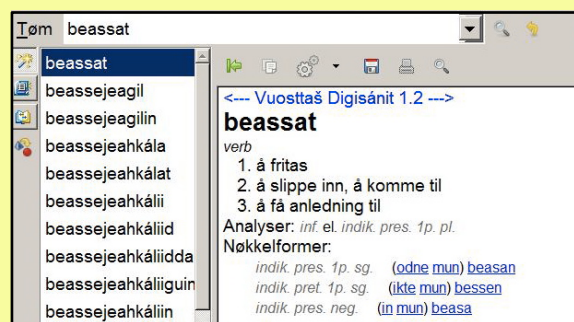 Tøm beassat
beassat
beassejeagil
beassejeagilin
beassejeahkála
beassejeahkálat
beassejeahkálii
beassejeahkáliid
beassejeahkáliidda
beassejeahkáliiguin
beassejeahkáliin
<--- Vuosttaš Digisánit 1.2 --->
beassat
verb
1. å fritas
2. å slippe inn, å komme til
3. å få anledning til
Analyser: inf. el. indik. pres. 1p. pl.
Nøkkelformer:
indik. pres. 1p. sg. (odne mun) beasan
indik. pret. 1p. sg. (ikte mun) bessen
indik. pres. neg. (in mun) beasa